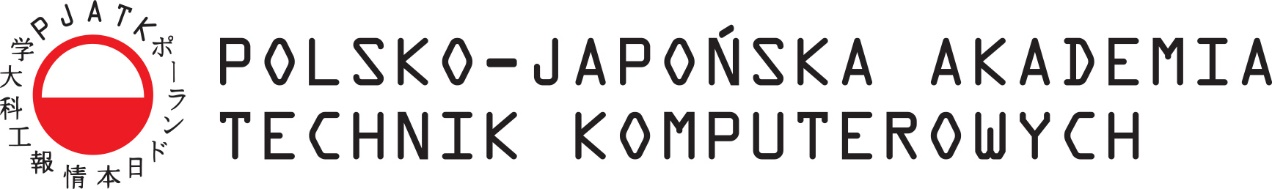 PJATK
ポーランド日本情報工科大学
POLSKO-JAPOŃSKA AKADEMIA
TECHNIK KOMPUTEROWYCH